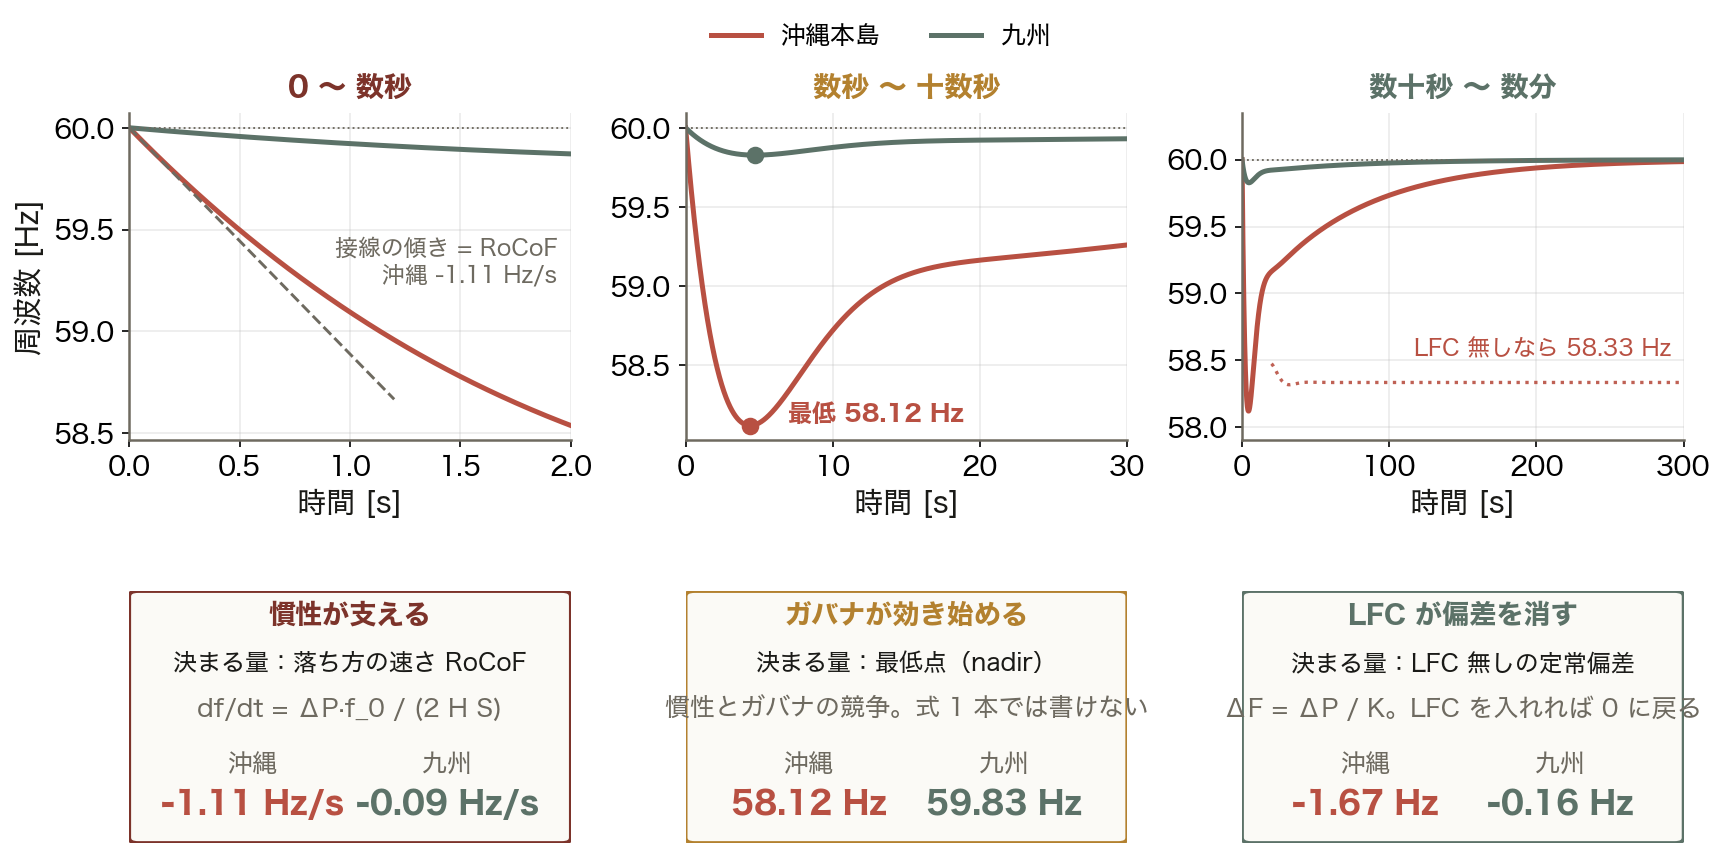 沖縄本島
九州
0 ～ 数秒
周波数 [Hz]
60.0
59.5
59.0
58.5
接線の傾き = RoCoF
沖縄 -1.11 Hz/s
0.0 0.5 1.0 1.5 2.0
時間 [s]
数秒 ～ 十数秒
60.0
59.5
59.0
58.5
最低 58.12 Hz
0 10 20 30
時間 [s]
数十秒 ～ 数分
60.0
59.5
59.0
58.5
58.0
LFC 無しなら 58.33 Hz
0 100 200 300
時間 [s]
慣性が支える
決まる量：落ち方の速さ RoCoF
df/dt = ΔP·f_0 / (2 H S)
沖縄 九州
-1.11 Hz/s -0.09 Hz/s
ガバナが効き始める
決まる量：最低点（nadir）
慣性とガバナの競争。式 1 本では書けない
沖縄 九州
58.12 Hz 59.83 Hz
LFC が偏差を消す
決まる量：LFC 無しの定常偏差
ΔF = ΔP / K。LFC を入れれば 0 に戻る
沖縄 九州
-1.67 Hz -0.16 Hz